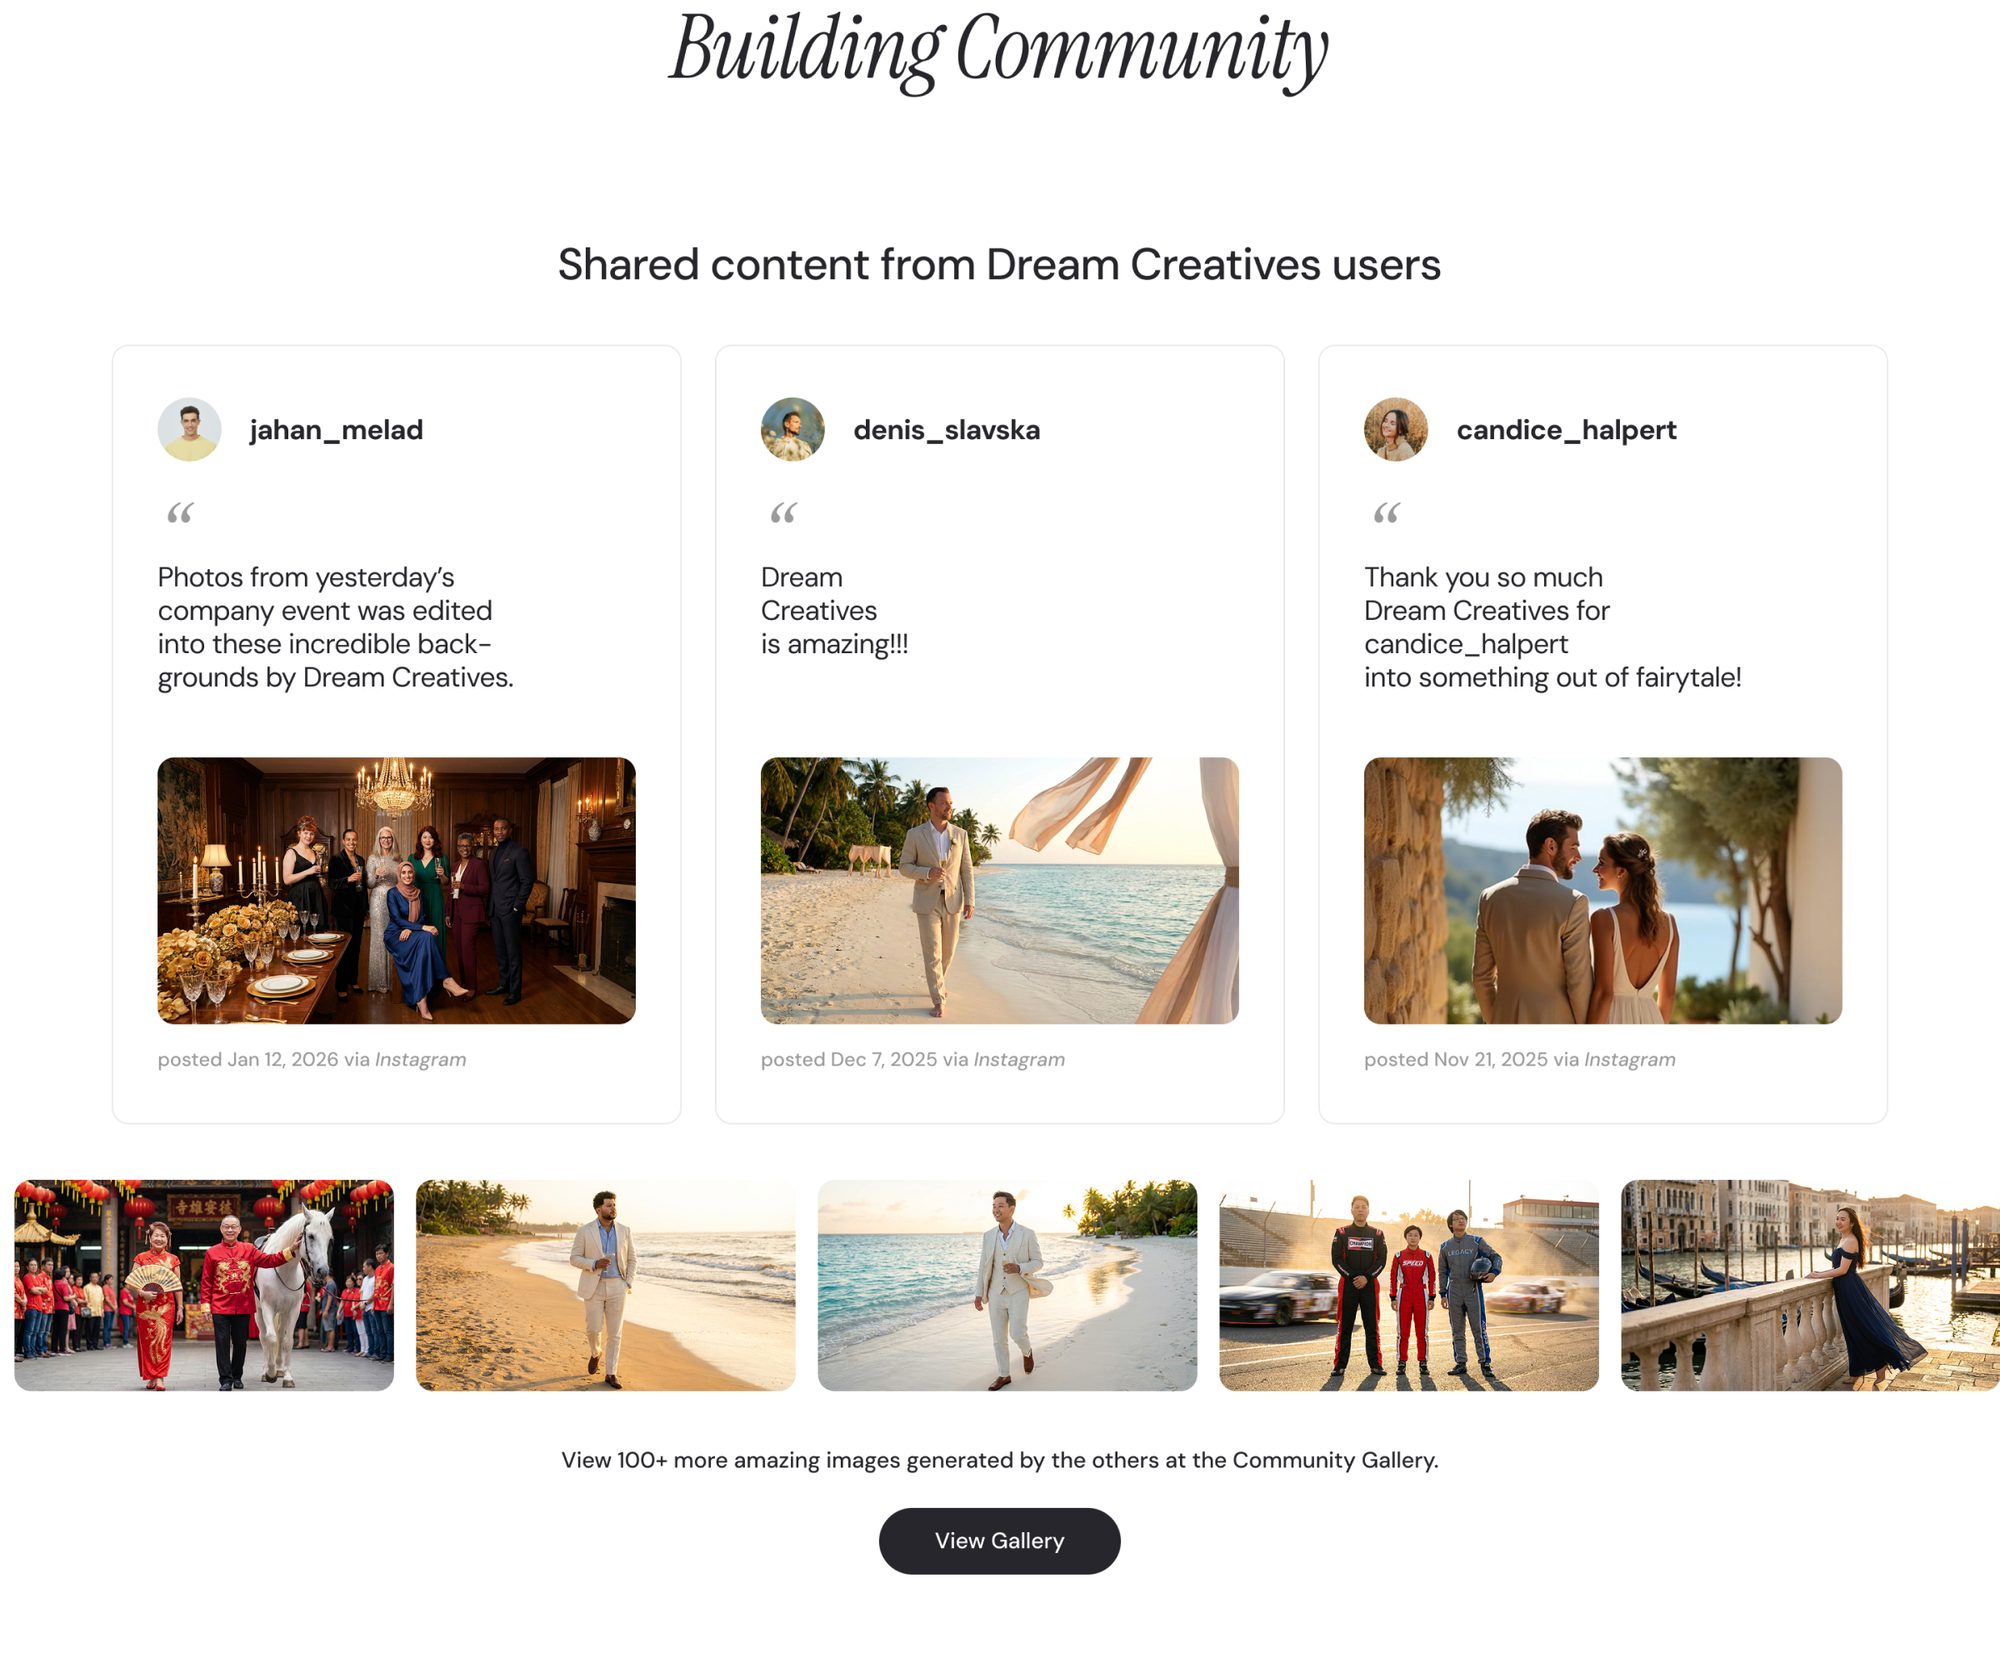 Building Community
Shared content from Dream Creatives users
jahan_melad
“
Photos from yesterday’s
company event was edited
into these incredible back-
grounds by Dream Creatives.
posted Jan 12, 2026 via Instagram
denis_slavska
“
Dream
Creatives
is amazing!!!
posted Dec 7, 2025 via Instagram
candice_halpert
“
Thank you so much
Dream Creatives for
candice_halpert
into something out of fairytale!
posted Nov 21, 2025 via Instagram
CHAMPION
SPEED
LEGACY
View 100+ more amazing images generated by the others at the Community Gallery.
View Gallery